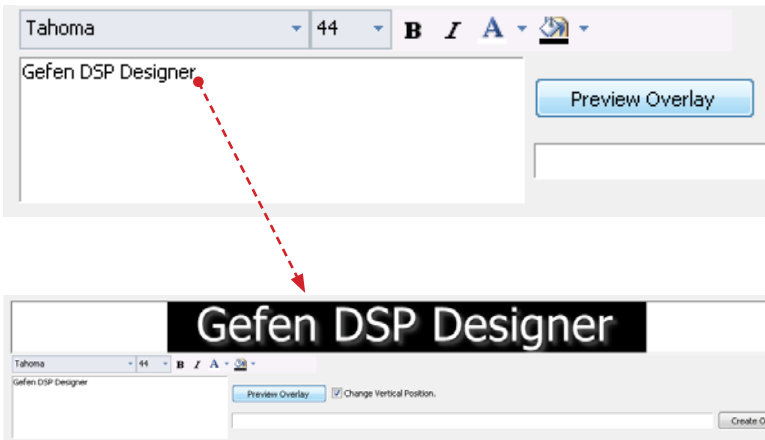 Tahoma 44 B I A
Gefen DSP Designer
Preview Overlay
Gefen DSP Designer
Tahoma 44 B I A
Gefen DSP Designer
Preview Overlay Change Vertical Position.
Create O